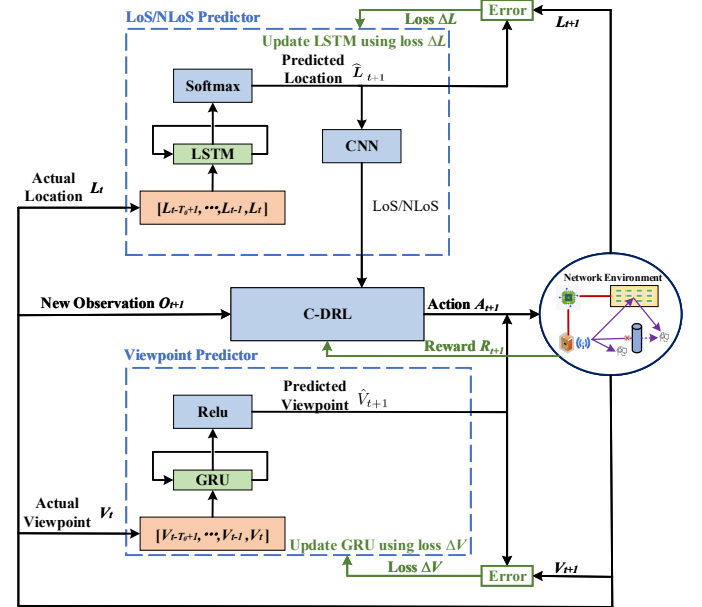 LoS/NLoS Predictor
Loss ΔL
Error
L_{t+1}
Update LSTM using loss ΔL
Predicted
Location L̂_{t+1}
Softmax
CNN
LSTM
Actual
Location L_t
[L_{t-T_0+1},···,L_{t-1},L_t]
LoS/NLoS
Network Environment
New Observation O_{t+1}
C-DRL
Action A_{t+1}
Reward R_{t+1}
Viewpoint Predictor
Predicted
Viewpoint V̂_{t+1}
Relu
GRU
Actual
Viewpoint V_t
[V_{t-T_0+1},···,V_{t-1},V_t]
Update GRU using loss ΔV
Loss ΔV
Error
V_{t+1}